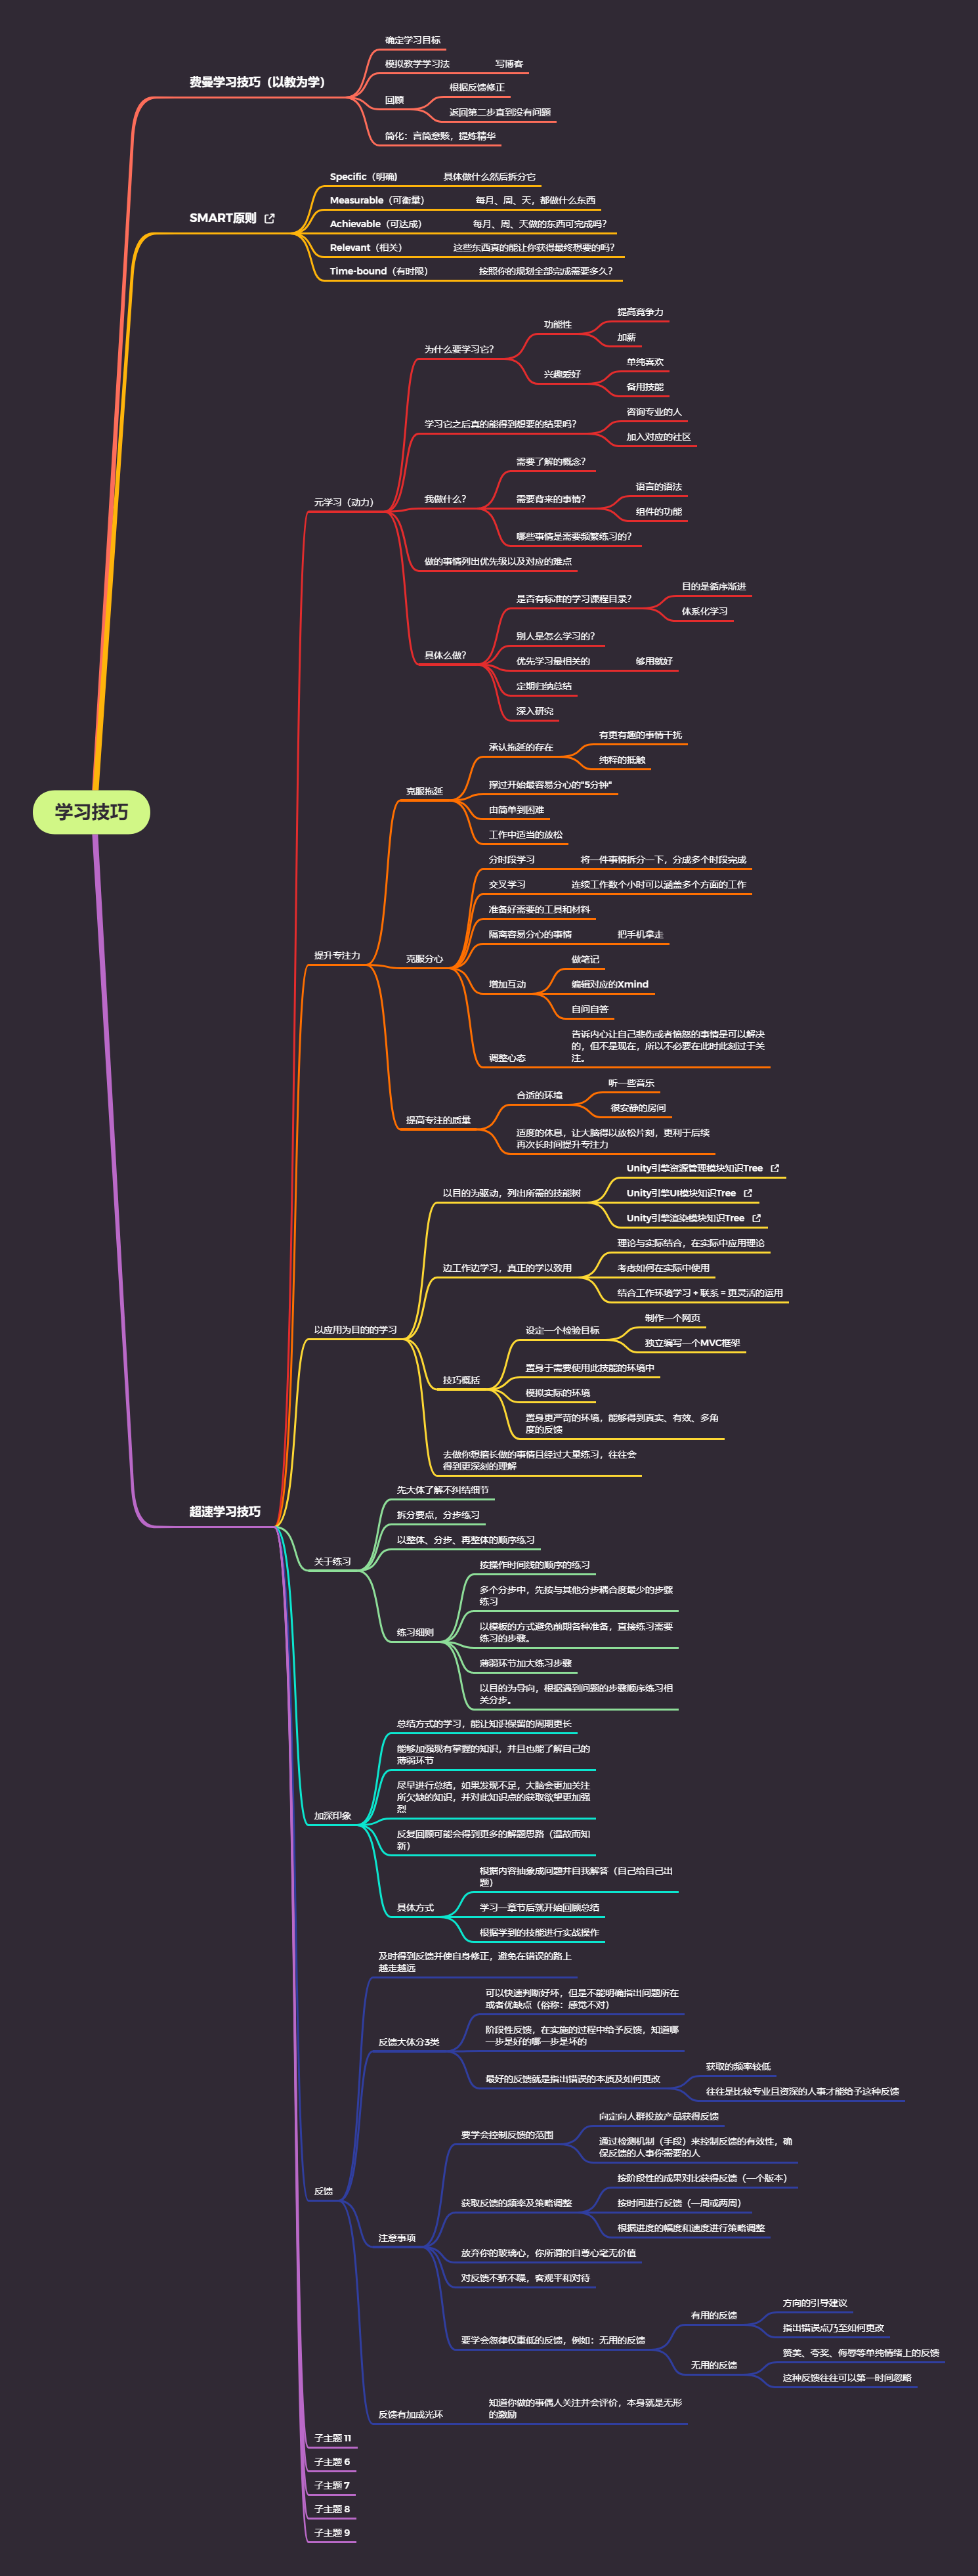 确定学习目标
模拟教学学习法 写博客
费曼学习技巧（以教为学）
根据反馈修正
回顾
返回第二步直到没有问题
简化：言简意赅，提炼精华
Specific（明确） 具体做什么然后拆分它
Measurable（可衡量） 每月、周、天，都做什么东西
SMART原则
Achievable（可达成） 每月、周、天做的东西可完成吗？
Relevant（相关） 这些东西真的能让你获得最终想要的吗？
Time-bound（有时限） 按照你的规划全部完成需要多久？
提高竞争力
功能性
加薪
为什么要学习它？
单纯喜欢
兴趣爱好
备用技能
咨询专业的人
学习它之后真的能得到想要的结果吗？
加入对应的社区
需要了解的概念？
语言的语法
我做什么？ 需要背来的事情？
元学习（动力）
组件的功能
哪些事情是需要频繁练习的？
做的事情列出优先级以及对应的难点
目的是循序渐进
是否有标准的学习课程目录？
体系化学习
别人是怎么学习的？
具体么做？
优先学习最相关的 够用就好
定期归纳总结
深入研究
有更有趣的事情干扰
承认拖延的存在
纯粹的抵触
撑过开始最容易分心的"5分钟"
克服拖延
由简单到困难
学习技巧
工作中适当的放松
分时段学习 将一件事情拆分一下，分成多个时段完成
交叉学习 连续工作数个小时可以涵盖多个方面的工作
准备好需要的工具和材料
隔离容易分心的事情 把手机拿走
提升专注力
克服分心
做笔记
增加互动 编辑对应的Xmind
自问自答
告诉内心让自己悲伤或者愤怒的事情是可以解决
的，但不是现在，所以不必要在此时此刻过于关
调整心态 注。
听一些音乐
合适的环境
很安静的房间
提高专注的质量
适度的休息，让大脑得以放松片刻，更利于后续
再次长时间提升专注力
Unity引擎资源管理模块知识Tree
以目的为驱动，列出所需的技能树 Unity引擎UI模块知识Tree
Unity引擎渲染模块知识Tree
理论与实际结合，在实际中应用理论
边工作边学习，真正的学以致用 考虑如何在实际中使用
结合工作环境学习 + 联系 = 更灵活的运用
制作一个网页
以应用为目的的学习
设定一个检验目标
独立编写一个MVC框架
置身于需要使用此技能的环境中
技巧概括
模拟实际的环境
置身更严苛的环境，能够得到真实、有效、多角
度的反馈
去做你想擅长做的事情且经过大量练习，往往会
得到更深刻的理解
先大体了解不纠结细节
超速学习技巧
拆分要点，分步练习
以整体、分步、再整体的顺序练习
关于练习
按操作时间线的顺序的练习
多个分步中，先按与其他分步耦合度最少的步骤
练习
以模板的方式避免前期各种准备，直接练习需要
练习的步骤。
练习细则
薄弱环节加大练习步骤
以目的为导向，根据遇到问题的步骤顺序练习相
关分步。
总结方式的学习，能让知识保留的周期更长
能够加强现有掌握的知识，并且也能了解自己的
薄弱环节
尽早进行总结，如果发现不足，大脑会更加关注
所欠缺的知识，并对此知识点的获取欲望更加强
烈
加深印象
反复回顾可能会得到更多的解题思路（温故而知
新）
根据内容抽象成问题并自我解答（自己给自己出
题）
具体方式 学习一章节后就开始回顾总结
根据学到的技能进行实战操作
及时得到反馈并使自身修正，避免在错误的路上
越走越远
可以快速判断好坏，但是不能明确指出问题所在
或者优缺点（俗称：感觉不对）
反馈大体分3类
阶段性反馈，在实施的过程中给予反馈，知道哪
一步是好的哪一步是坏的
获取的频率较低
最好的反馈就是指出错误的本质及如何更改
往往是比较专业且资深的人事才能给予这种反馈
向定向人群投放产品获得反馈
要学会控制反馈的范围
通过检测机制（手段）来控制反馈的有效性，确
保反馈的人事你需要的人
按阶段性的成果对比获得反馈（一个版本）
反馈
获取反馈的频率及策略调整 按时间进行反馈（一周或两周）
根据进度的幅度和速度进行策略调整
注意事项
放弃你的玻璃心，你所谓的自尊心毫无价值
对反馈不骄不躁，客观平和对待
方向的引导建议
有用的反馈
指出错误点乃至如何更改
要学会忽律权重低的反馈，例如：无用的反馈
赞美、夸奖、侮辱等单纯情绪上的反馈
无用的反馈
这种反馈往往可以第一时间忽略
知道你做的事偶人关注并会评价，本身就是无形
反馈有加成光环 的激励
子主题 11
子主题 6
子主题 7
子主题 8
子主题 9